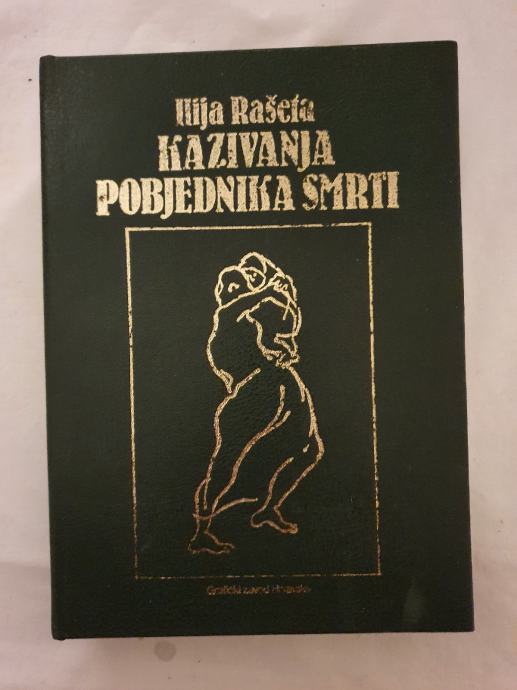 Ilija Rašeta
KAZIVANJA
POBJEDNIKA SMRTI
Grafički zavod Hrvatske